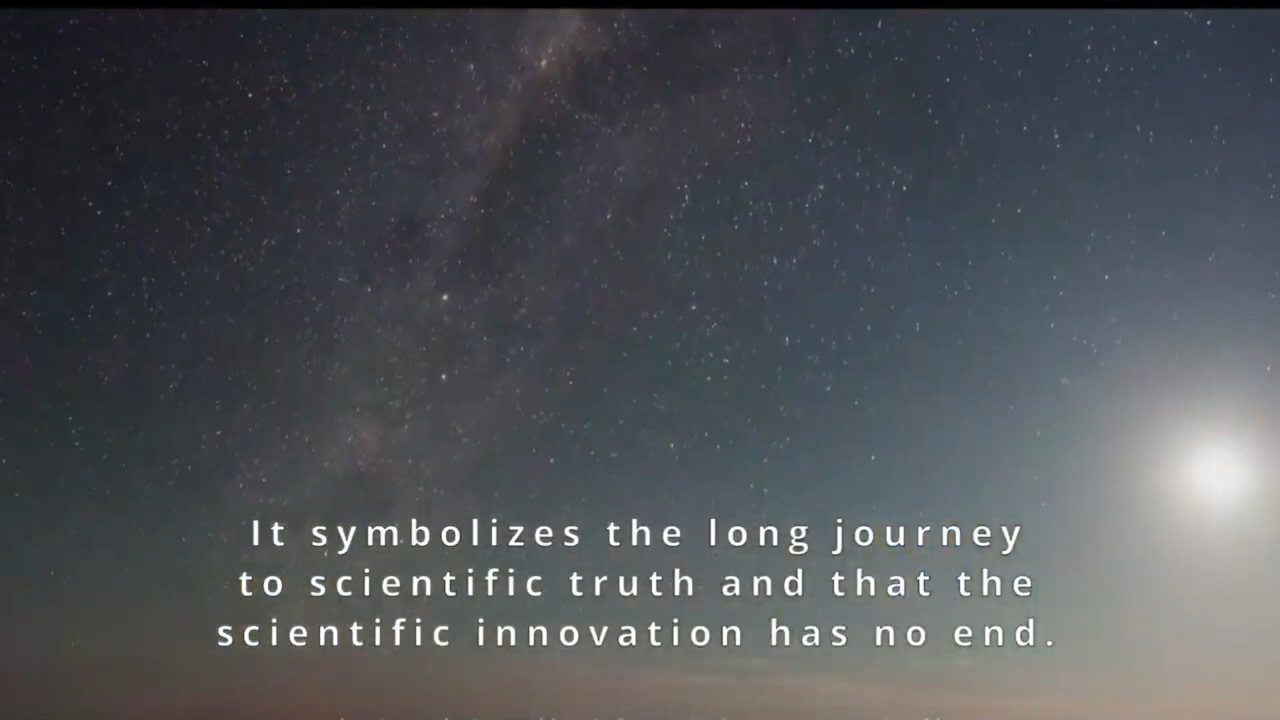 It symbolizes the long journey
to scientific truth and that the
scientific innovation has no end.